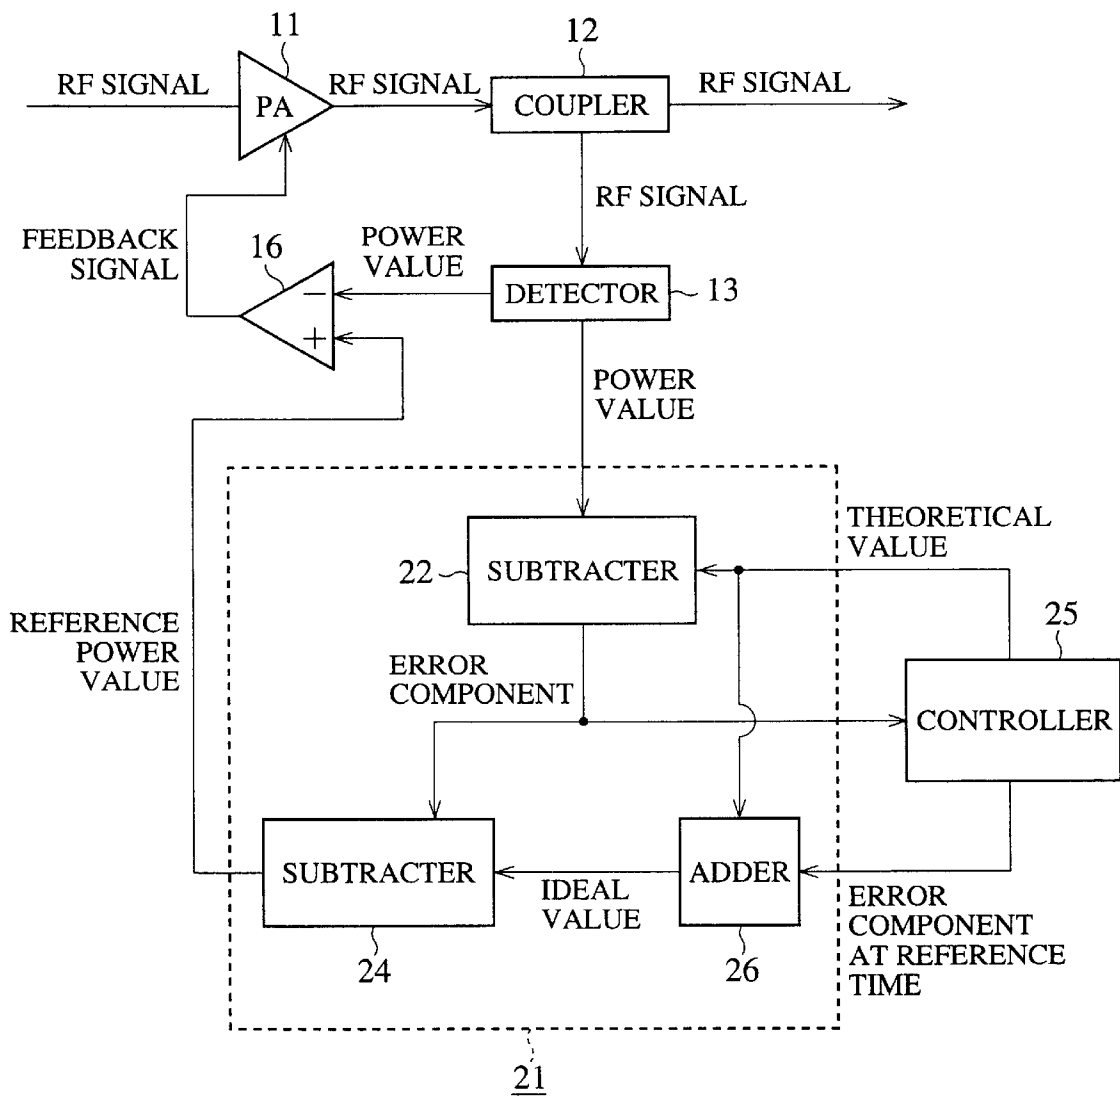 11
12
RF SIGNAL
RF SIGNAL
RF SIGNAL
PA
COUPLER
RF SIGNAL
FEEDBACK
SIGNAL
16
POWER
VALUE
−
+
DETECTOR
13
POWER
VALUE
THEORETICAL
VALUE
22
SUBTRACTER
25
REFERENCE
POWER
VALUE
ERROR
COMPONENT
CONTROLLER
SUBTRACTER
ADDER
IDEAL
VALUE
ERROR
COMPONENT
AT REFERENCE
TIME
24
26
21